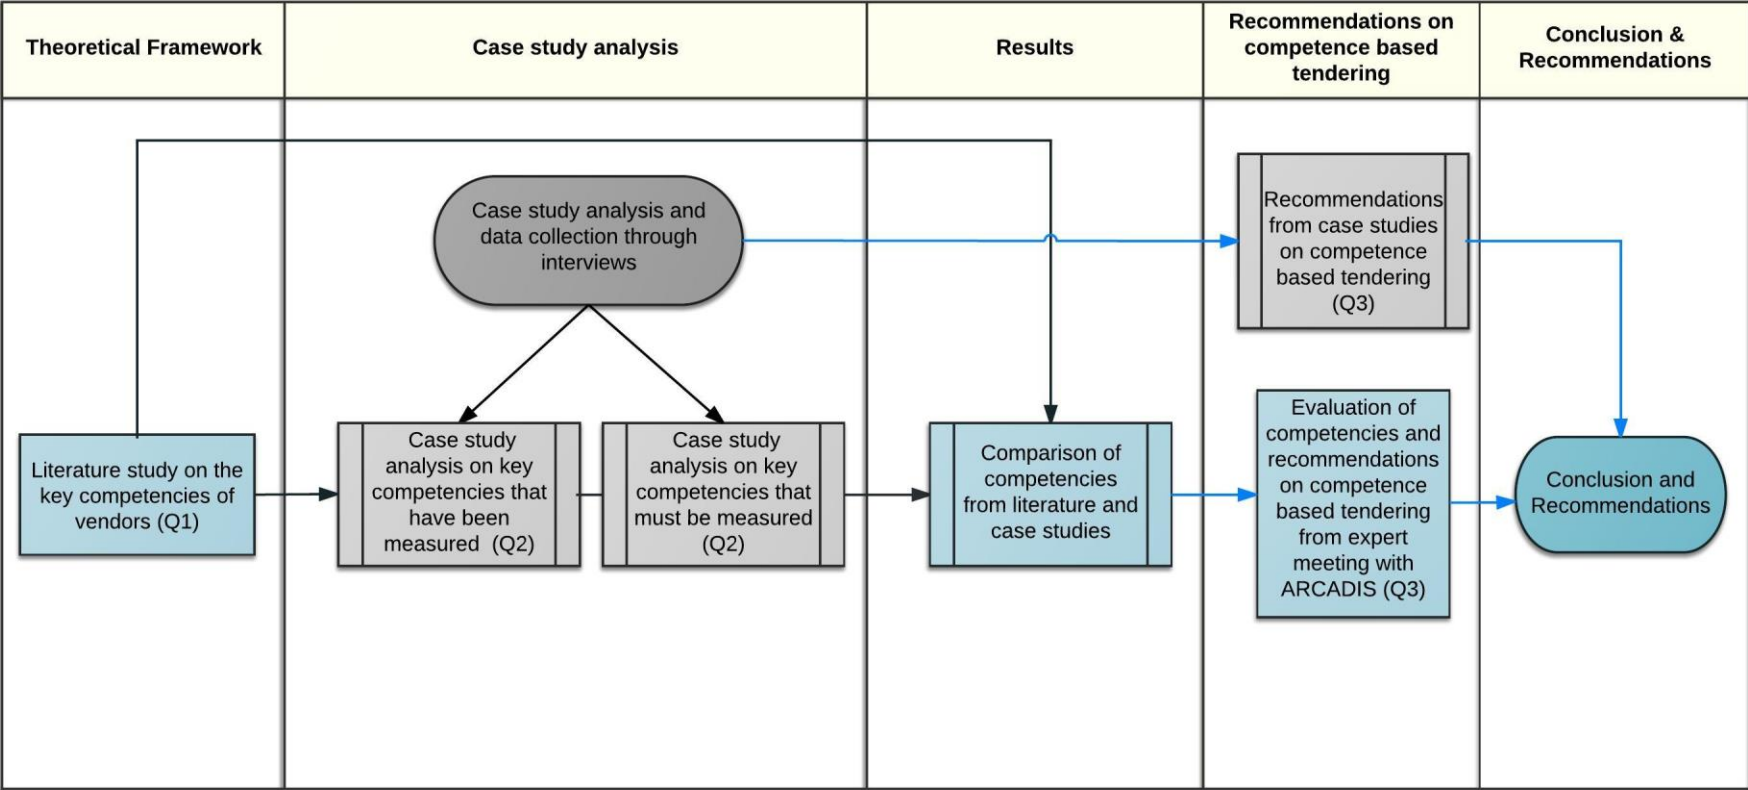 Theoretical Framework
Case study analysis
Results
Recommendations on
competence based
tendering
Conclusion &
Recommendations
Case study analysis and
data collection through
interviews
Recommendations
from case studies
on competence
based tendering
(Q3)
Literature study on the
key competencies of
vendors (Q1)
Case study
analysis on key
competencies that
have been
measured (Q2)
Case study
analysis on key
competencies that
must be measured
(Q2)
Comparison of
competencies
from literature and
case studies
Evaluation of
competencies and
recommendations
on competence
based tendering
from expert
meeting with
ARCADIS (Q3)
Conclusion and
Recommendations